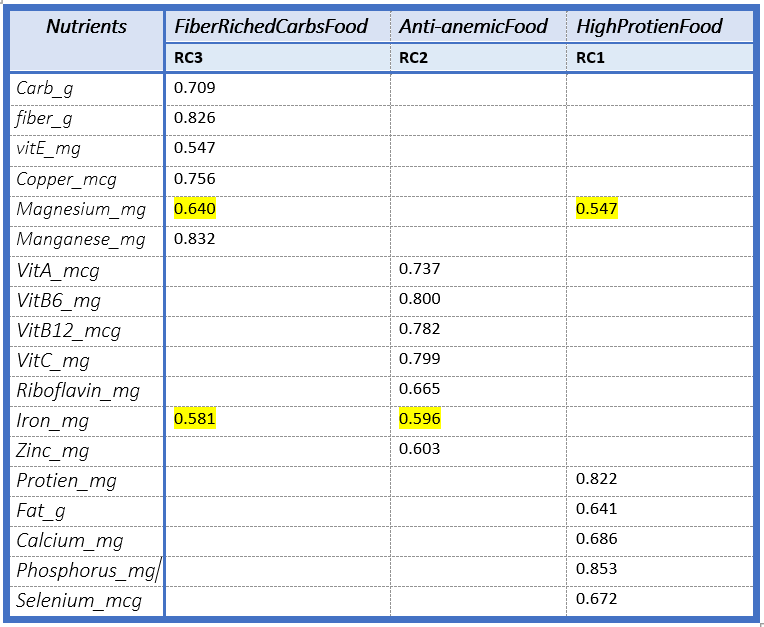 Nutrients FiberRichedCarbsFood Anti-anemicFood HighProtienFood
RC3 RC2 RC1
Carb_g 0.709
fiber_g 0.826
vitE_mg 0.547
Copper_mcg 0.756
Magnesium_mg 0.640 0.547
Manganese_mg 0.832
VitA_mcg 0.737
VitB6_mg 0.800
VitB12_mcg 0.782
VitC_mg 0.799
Riboflavin_mg 0.665
Iron_mg 0.581 0.596
Zinc_mg 0.603
Protien_mg 0.822
Fat_g 0.641
Calcium_mg 0.686
Phosphorus_mg 0.853
Selenium_mcg 0.672